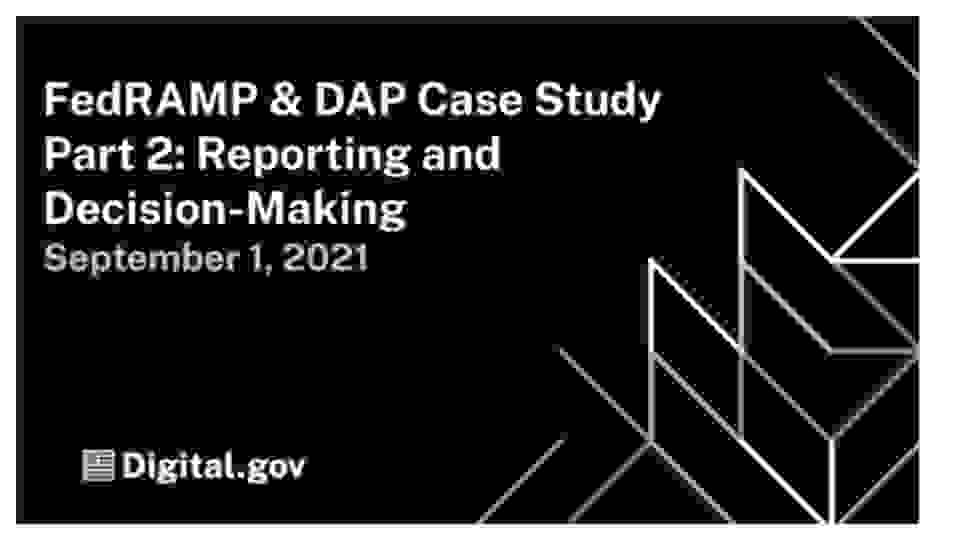 FedRAMP & DAP Case Study
Part 2: Reporting and
Decision-Making
September 1, 2021
Digital.gov